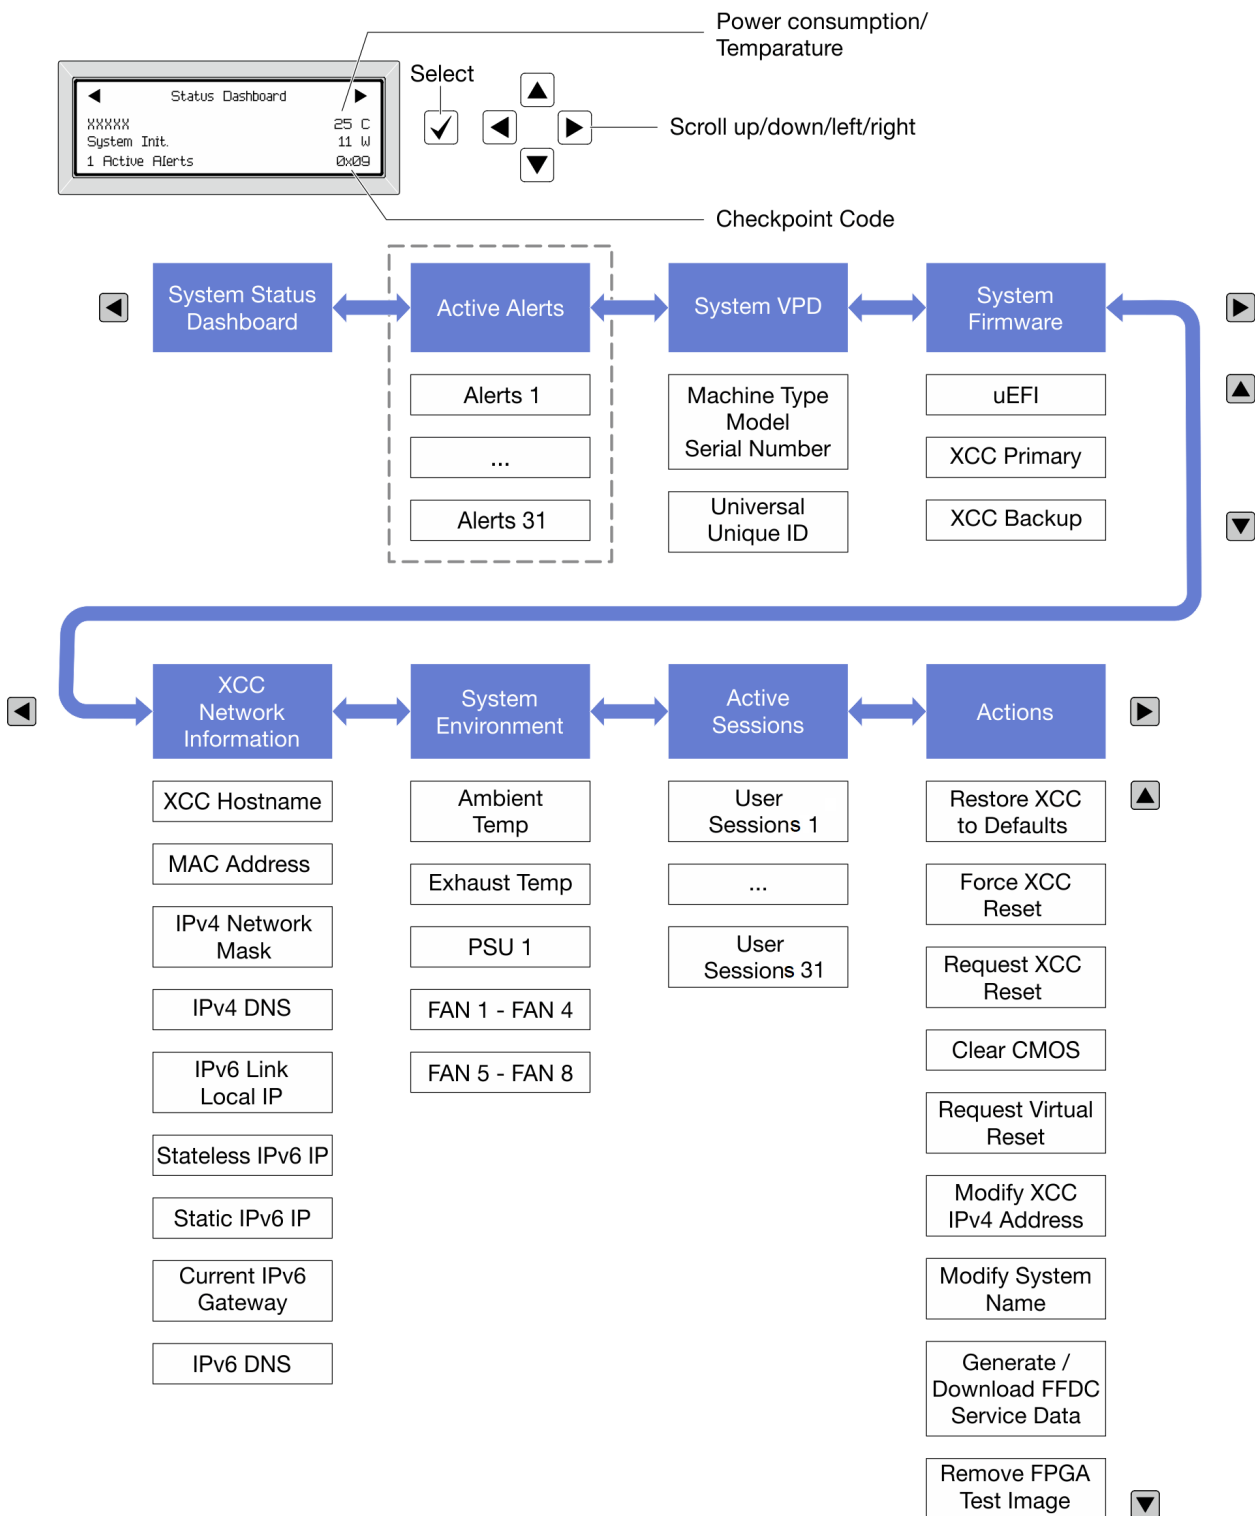 Power consumption/
Temparature
Select
Status Dashboard
XXXXX 25 C
System Init. 11 W
1 Active Alerts 0x09
Scroll up/down/left/right
Checkpoint Code
System Status
Dashboard
Active Alerts
System VPD
System
Firmware
Alerts 1
...
Alerts 31
Machine Type
Model
Serial Number
Universal
Unique ID
uEFI
XCC Primary
XCC Backup
XCC
Network
Information
System
Environment
Active
Sessions
Actions
XCC Hostname
MAC Address
IPv4 Network
Mask
IPv4 DNS
IPv6 Link
Local IP
Stateless IPv6 IP
Static IPv6 IP
Current IPv6
Gateway
IPv6 DNS
Ambient
Temp
Exhaust Temp
PSU 1
FAN 1 - FAN 4
FAN 5 - FAN 8
User
Sessions 1
...
User
Sessions 31
Restore XCC
to Defaults
Force XCC
Reset
Request XCC
Reset
Clear CMOS
Request Virtual
Reset
Modify XCC
IPv4 Address
Modify System
Name
Generate /
Download FFDC
Service Data
Remove FPGA
Test Image